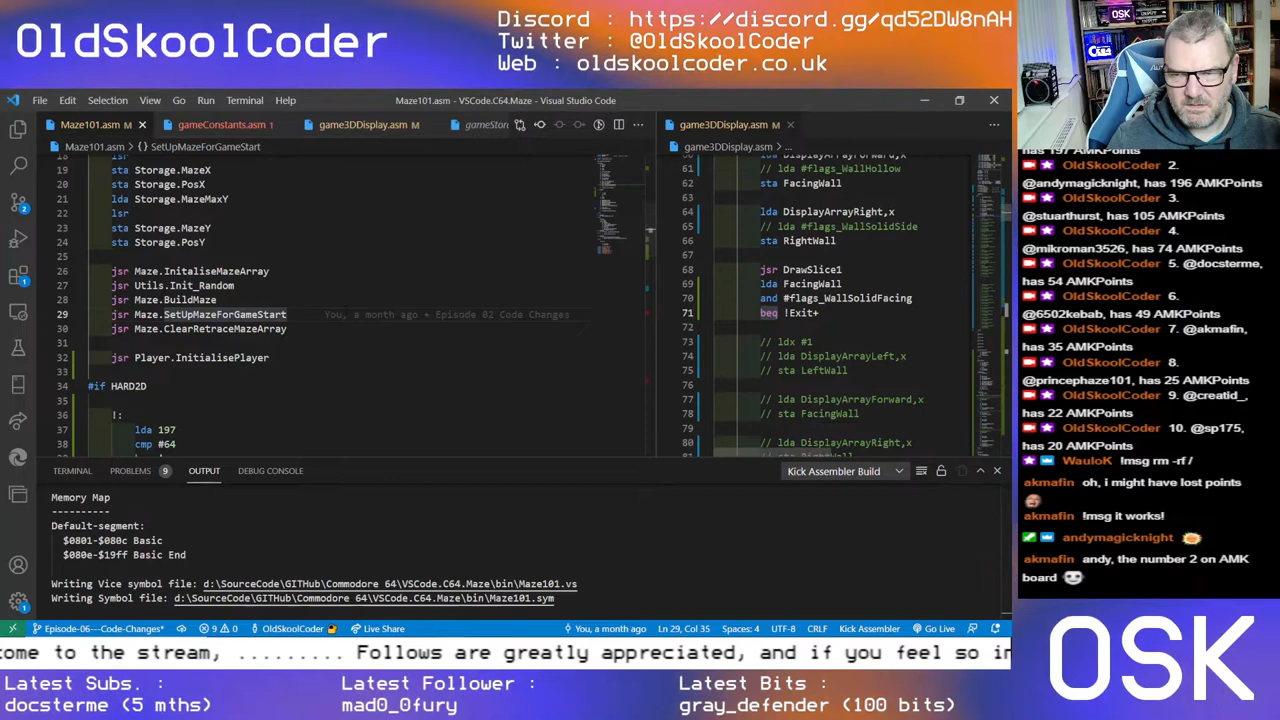 OldSkoolCoder
Discord : https://discord.gg/qd52DW8nAH
Twitter : @OldSkoolCoder
Web : oldskoolcoder.co.uk
File Edit Selection View Go Run Terminal Help
Maze101.asm - VSCode.C64.Maze - Visual Studio Code
Maze101.asm M
gameConstants.asm 1
game3DDisplay.asm M
gameStor
game3DDisplay.asm M
Maze101.asm > {} SetUpMazeForGameStart
game3DDisplay.asm > ...
18 lsr
19 sta Storage.MazeX
20 sta Storage.PosX
21 lda Storage.MazeMaxY
22 lsr
23 sta Storage.MazeY
24 sta Storage.PosY
25
26 jsr Maze.InitaliseMazeArray
27 jsr Utils.Init_Random
28 jsr Maze.BuildMaze
29 jsr Maze.SetUpMazeForGameStart You, a month ago • Episode 02 Code Changes
30 jsr Maze.ClearRetraceMazeArray
31
32 jsr Player.InitialisePlayer
33
34 #if HARD2D
35
36 !:
37 lda 197
38 cmp #64
60 lda DisplayArrayForward,x
61 // lda #flags_WallHollow
62 sta FacingWall
63
64 lda DisplayArrayRight,x
65 // lda #flags_WallSolidSide
66 sta RightWall
67
68 jsr DrawSlice1
69 lda FacingWall
70 and #flags_WallSolidFacing
71 beq !Exit+
72
73 // ldx #1
74 // lda DisplayArrayLeft,x
75 // sta LeftWall
76
77 // lda DisplayArrayForward,x
78 // sta FacingWall
79
80 // lda DisplayArrayRight,x
81 // sta RightWall
TERMINAL PROBLEMS 9 OUTPUT DEBUG CONSOLE
Kick Assembler Build
Memory Map
----------
Default-segment:
$0801-$080c Basic
$080e-$19ff Basic End
Writing Vice symbol file: d:\SourceCode\GITHub\Commodore 64\VSCode.C64.Maze\bin\Maze101.vs
Writing Symbol file: d:\SourceCode\GITHub\Commodore 64\VSCode.C64.Maze\bin\Maze101.sym
Episode-06---Code-Changes* 9 0 OldSkoolCoder Live Share You, a month ago Ln 29, Col 35 Spaces: 4 UTF-8 CRLF Kick Assembler Go Live
has 197 AMKPoints
OldSkoolCoder 2.
@andymagicknight, has 196 AMKPoints
OldSkoolCoder 3.
@stuarthurst, has 105 AMKPoints
OldSkoolCoder 4.
@mikroman3526, has 74 AMKPoints
OldSkoolCoder 5. @docsterme,
has 54 AMKPoints
OldSkoolCoder 6.
@6502kebab, has 49 AMKPoints
OldSkoolCoder 7. @akmafin,
has 35 AMKPoints
OldSkoolCoder 8.
@princephaze101, has 25 AMKPoints
OldSkoolCoder 9. @creatid_,
has 22 AMKPoints
OldSkoolCoder 10. @sp175,
has 20 AMKPoints
WauloK !msg rm -rf /
akmafin oh, i might have lost points
akmafin !msg it works!
andymagicknight
akmafin andy, the number 2 on AMK
board
come to the stream, ......... Follows are greatly appreciated, and if you feel so in
Latest Subs. :
docsterme (5 mths)
Latest Follower :
mad0_0fury
Latest Bits :
gray_defender (100 bits)
OSK